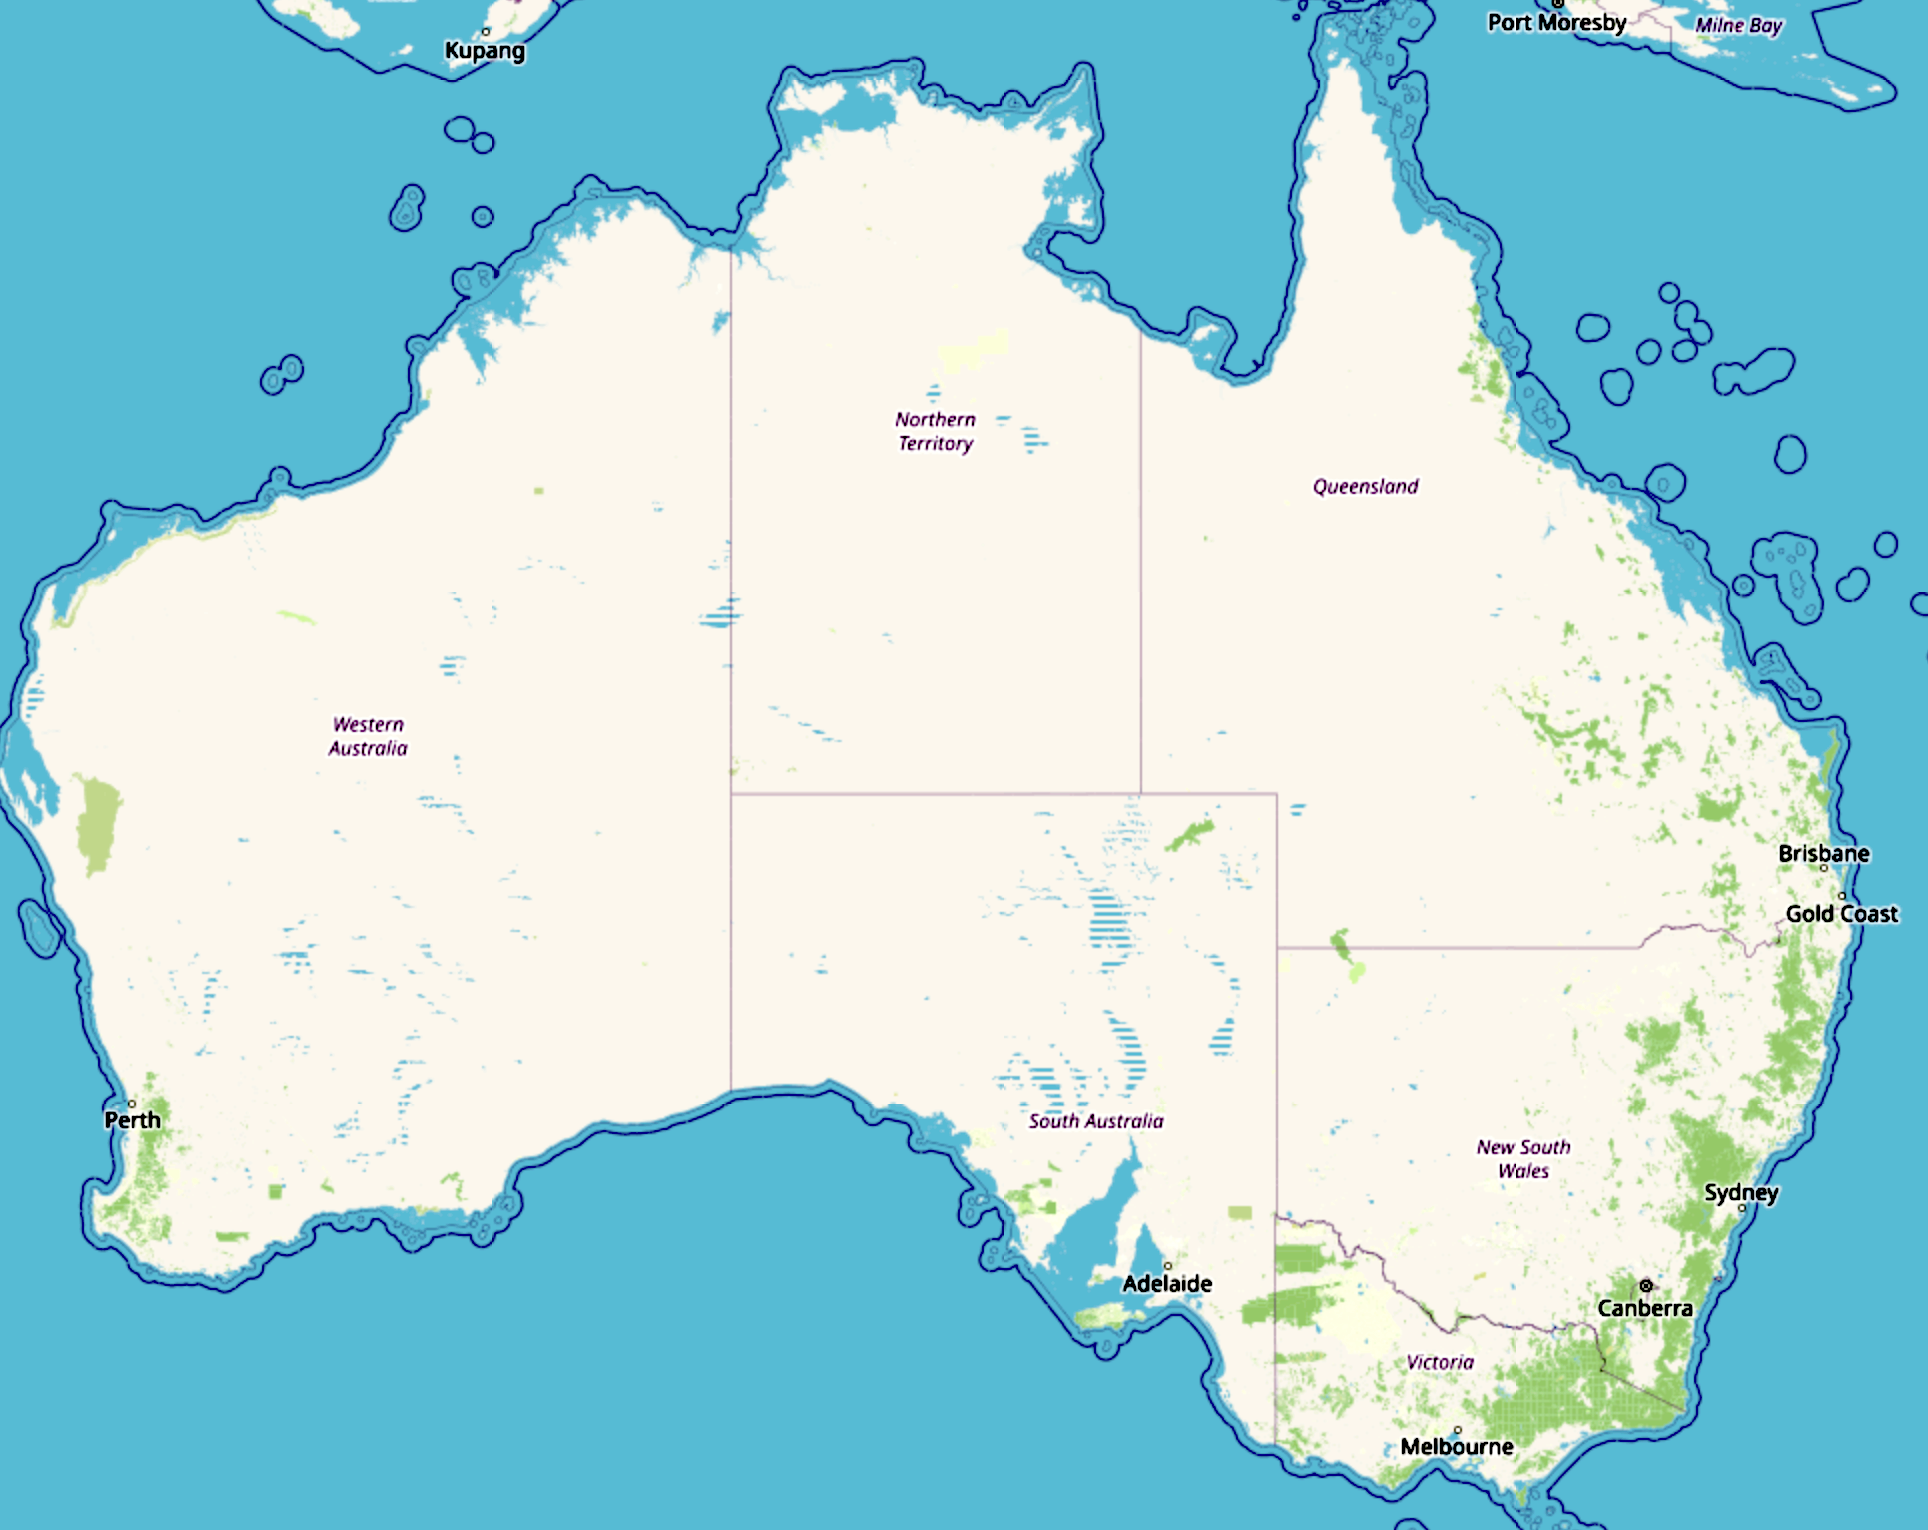 Kupang
Port Moresby
Milne Bay
Northern
Territory
Queensland
Western
Australia
Brisbane
Gold Coast
Perth
South Australia
New South
Wales
Sydney
Adelaide
Canberra
Victoria
Melbourne